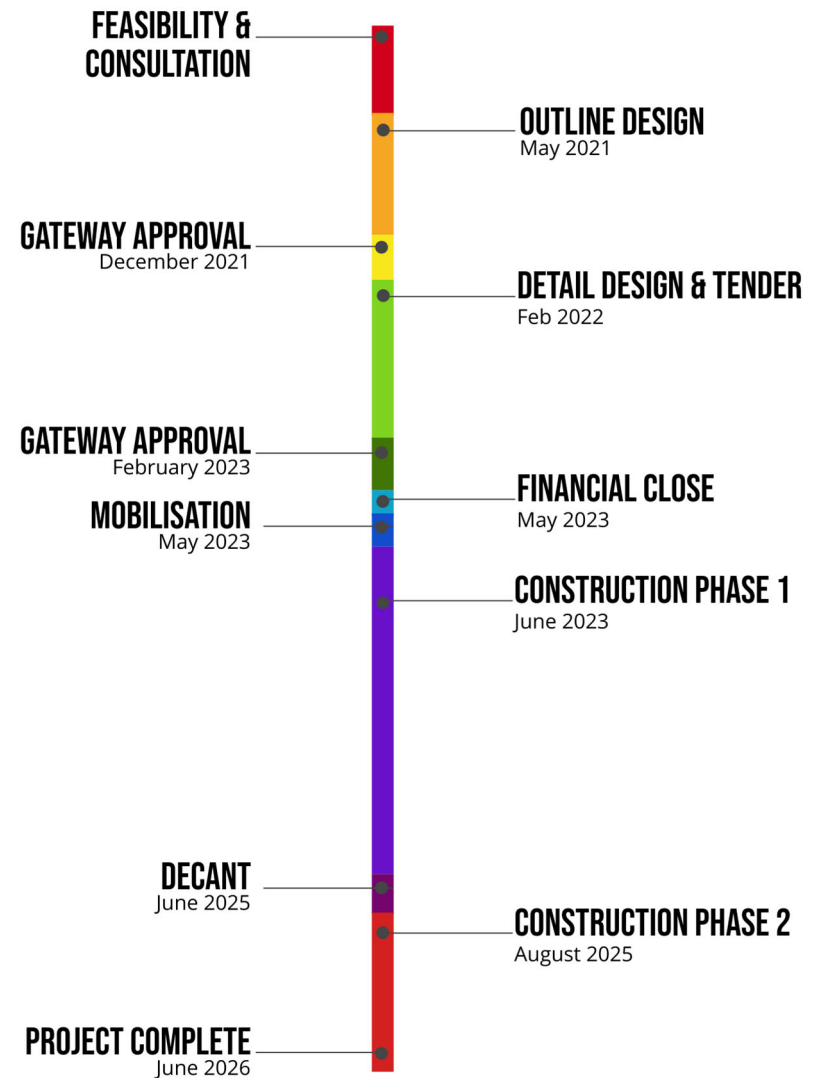 FEASIBILITY &
CONSULTATION
OUTLINE DESIGN
May 2021
GATEWAY APPROVAL
December 2021
DETAIL DESIGN & TENDER
Feb 2022
GATEWAY APPROVAL
February 2023
FINANCIAL CLOSE
May 2023
MOBILISATION
May 2023
CONSTRUCTION PHASE 1
June 2023
DECANT
June 2025
CONSTRUCTION PHASE 2
August 2025
PROJECT COMPLETE
June 2026